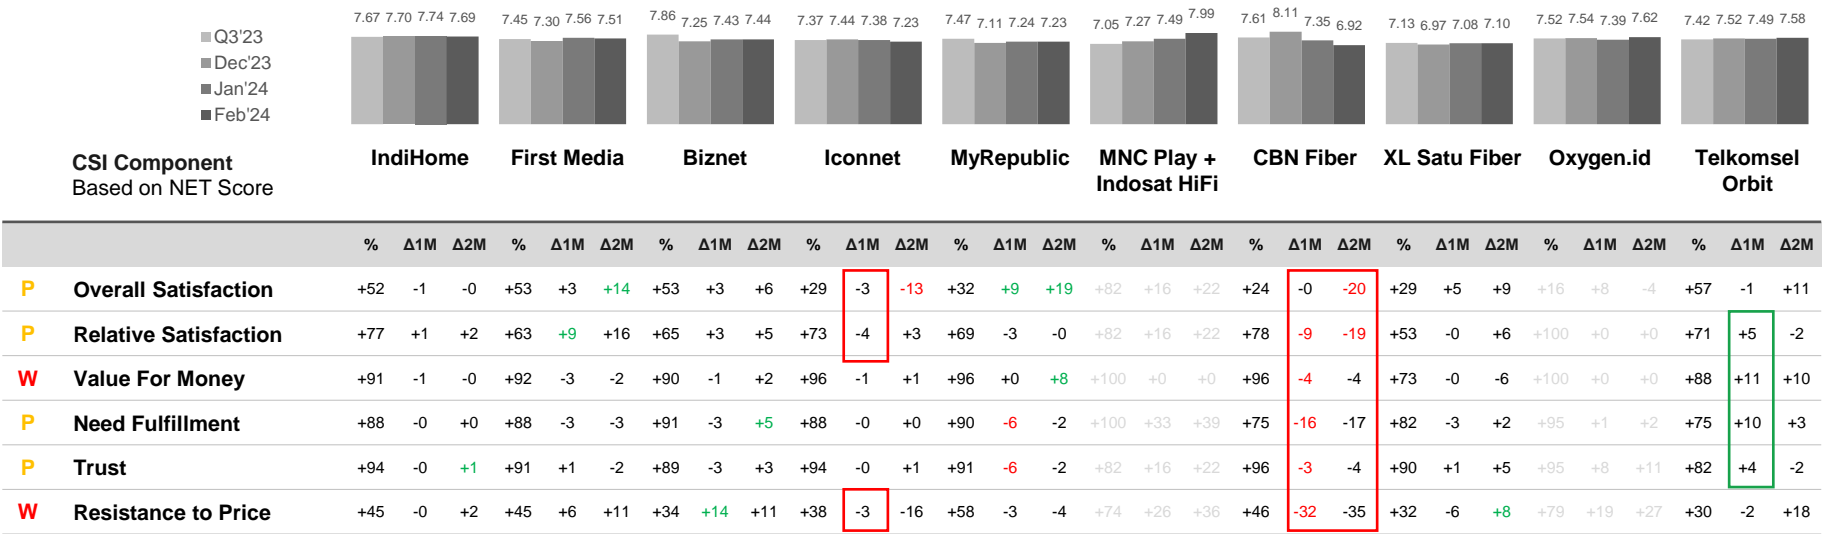 7.67 7.70 7.74 7.69 7.45 7.30 7.56 7.51 7.86 7.25 7.43 7.44 7.37 7.44 7.38 7.23 7.47 7.11 7.24 7.23 7.05 7.27 7.49 7.99 7.61 8.11 7.35 6.92 7.13 6.97 7.08 7.10 7.52 7.54 7.39 7.62 7.42 7.52 7.49 7.58
Q3'23
Dec'23
Jan'24
Feb'24
CSI Component
Based on NET Score
IndiHome First Media Biznet Iconnet MyRepublic MNC Play + Indosat HiFi CBN Fiber XL Satu Fiber Oxygen.id Telkomsel Orbit
% Δ1M Δ2M % Δ1M Δ2M % Δ1M Δ2M % Δ1M Δ2M % Δ1M Δ2M % Δ1M Δ2M % Δ1M Δ2M % Δ1M Δ2M % Δ1M Δ2M % Δ1M Δ2M
P Overall Satisfaction +52 -1 -0 +53 +3 +14 +53 +3 +6 +29 -3 -13 +32 +9 +19 +82 +16 +22 +24 -0 -20 +29 +5 +9 +16 +8 -4 +57 -1 +11
P Relative Satisfaction +77 +1 +2 +63 +9 +16 +65 +3 +5 +73 -4 +3 +69 -3 -0 +82 +16 +22 +78 -9 -19 +53 -0 +6 +100 +0 +0 +71 +5 -2
W Value For Money +91 -1 -0 +92 -3 -2 +90 -1 +2 +96 -1 +1 +96 +0 +8 +100 +0 +0 +96 -4 -4 +73 -0 -6 +100 +0 +0 +88 +11 +10
P Need Fulfillment +88 -0 +0 +88 -3 -3 +91 -3 +5 +88 -0 +0 +90 -6 -2 +100 +33 +39 +75 -16 -17 +82 -3 +2 +95 +1 +2 +75 +10 +3
P Trust +94 -0 +1 +91 +1 -2 +89 -3 +3 +94 -0 +1 +91 -6 -2 +82 +16 +22 +96 -3 -4 +90 +1 +5 +95 +8 +11 +82 +4 -2
W Resistance to Price +45 -0 +2 +45 +6 +11 +34 +14 +11 +38 -3 -16 +58 -3 -4 +74 +26 +36 +46 -32 -35 +32 -6 +8 +79 +19 +27 +30 -2 +18